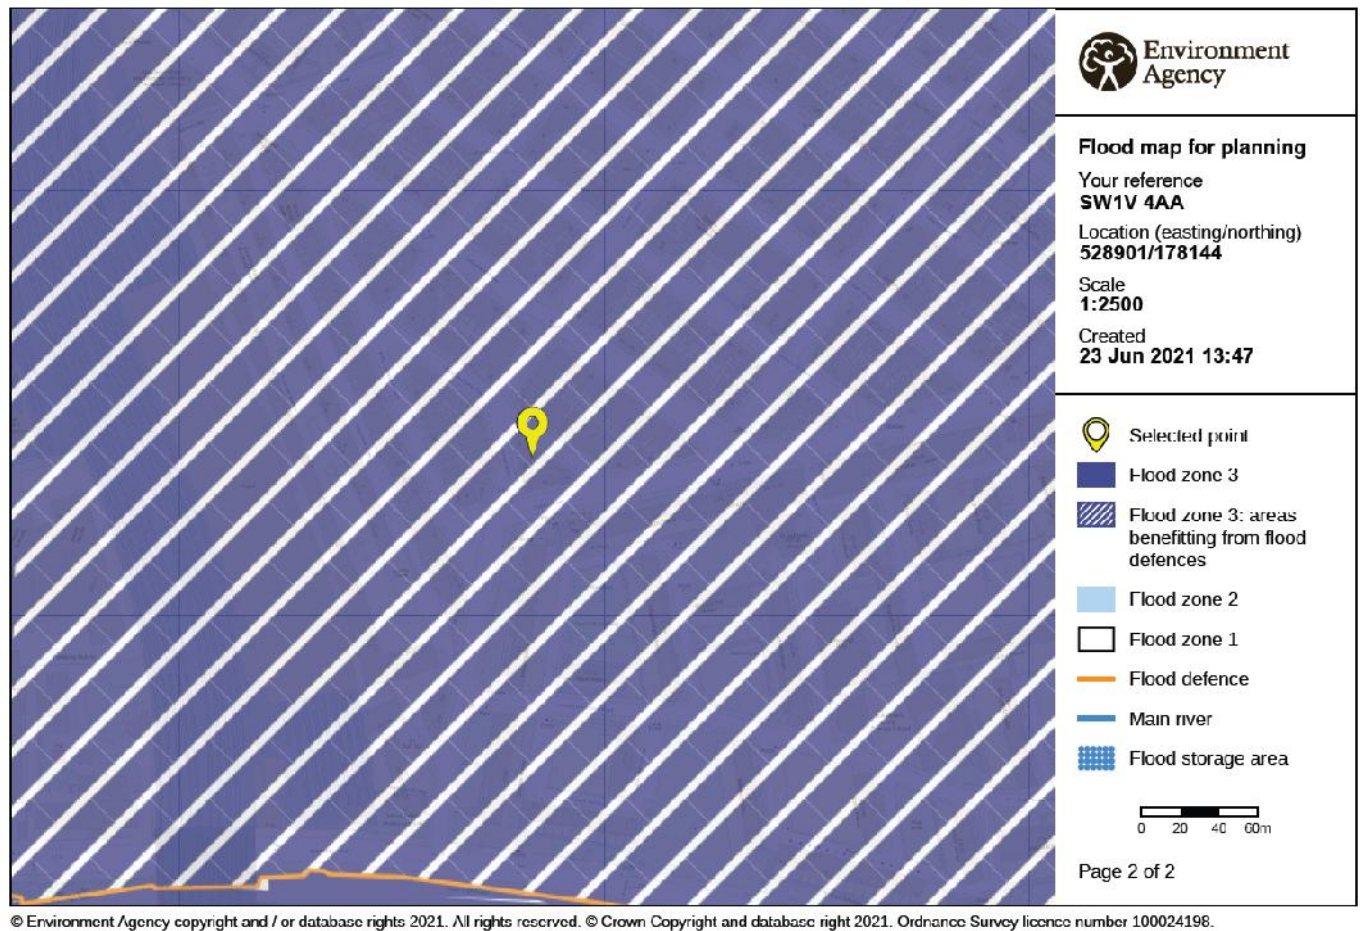 Environment
Agency
Flood map for planning
Your reference
SW1V 4AA
Location (easting/northing)
528901/178144
Scale
1:2500
Created
23 Jun 2021 13:47
Selected point
Flood zone 3
Flood zone 3: areas
benefitting from flood
defences
Flood zone 2
Flood zone 1
Flood defence
Main river
Flood storage area
0 20 40 60m
Page 2 of 2
© Environment Agency copyright and / or database rights 2021. All rights reserved. © Crown Copyright and database right 2021. Ordnance Survey licence number 100024198.